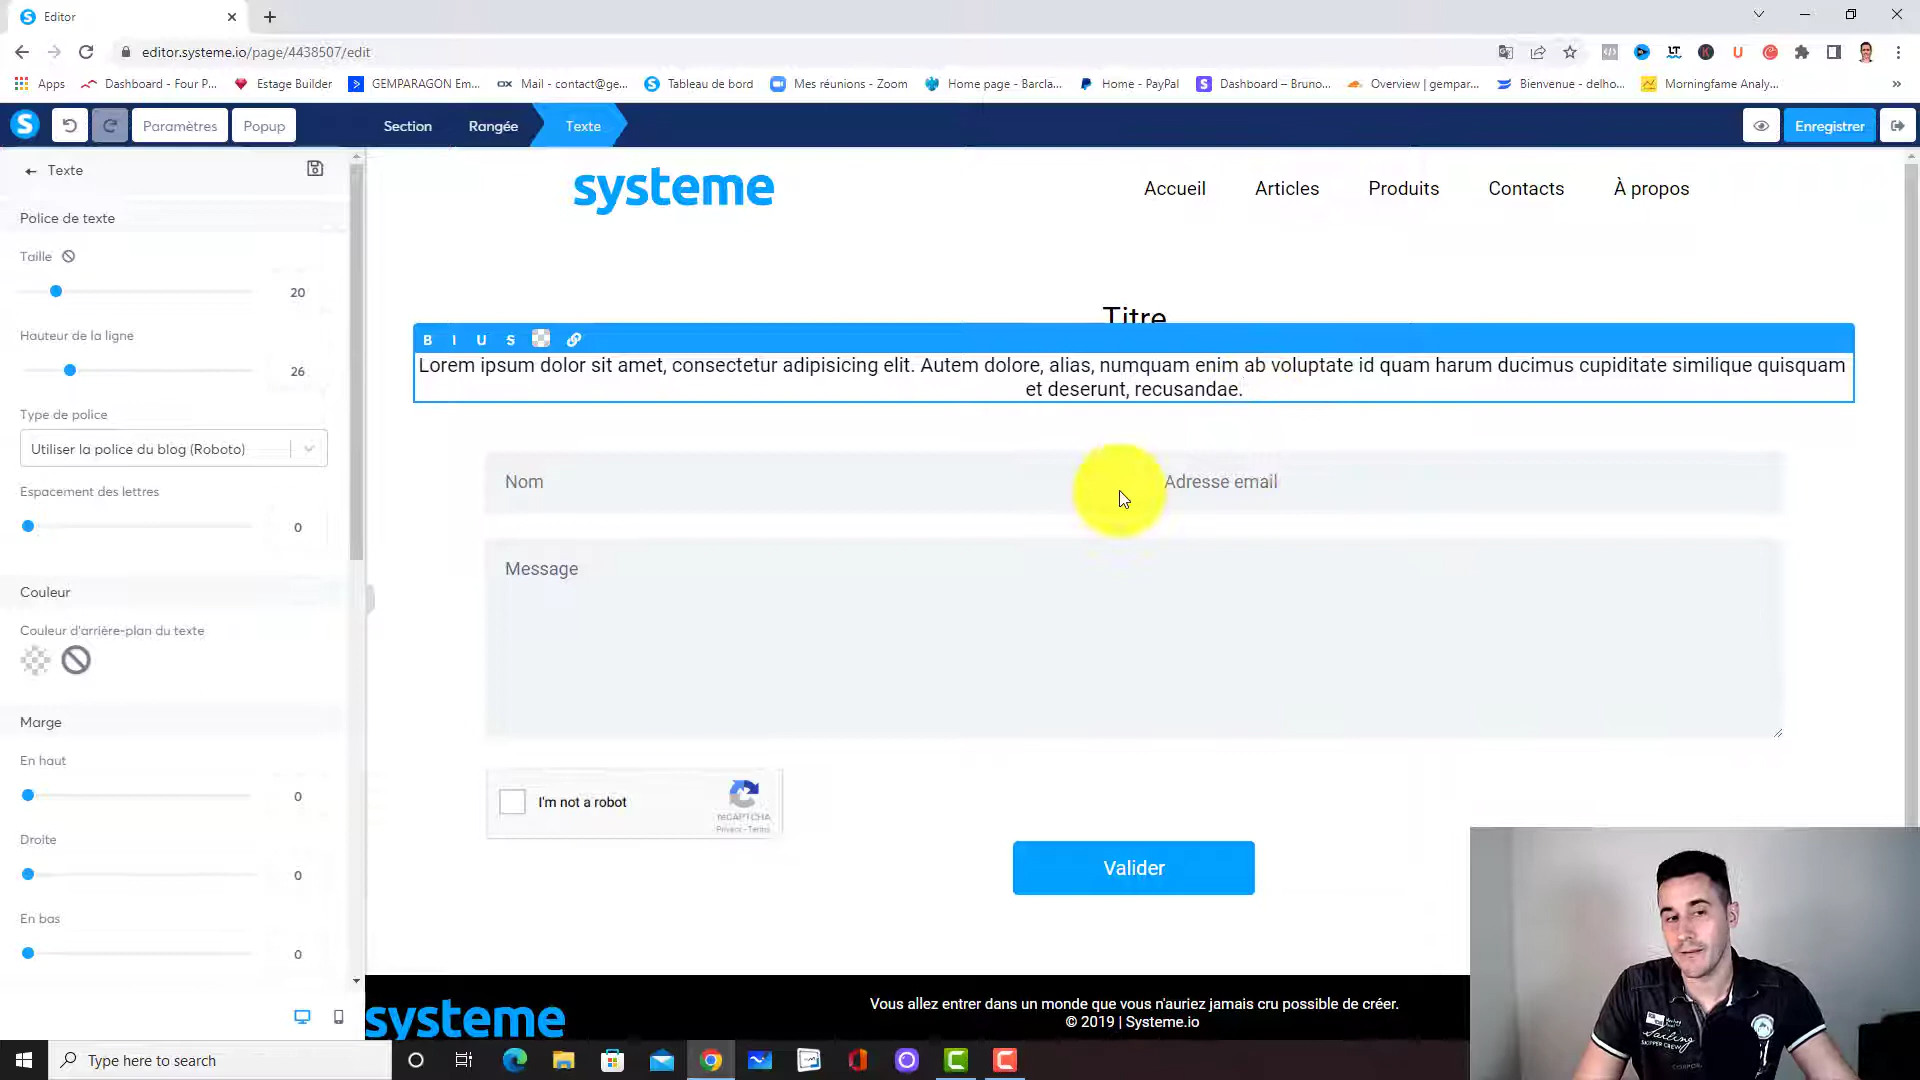 Editor
editor.systeme.io/page/4438507/edit
Apps
Dashboard - Four P...
Estage Builder
GEMPARAGON Em...
Mail - contact@ge...
Tableau de bord
Mes réunions - Zoom
Home page - Barcla...
Home - PayPal
Dashboard – Bruno...
Overview | gempar...
Bienvenue - delho...
Morningfame Analy...
S
Paramètres
Popup
Section
Rangée
Texte
Enregistrer
Texte
Police de texte
Taille
20
Hauteur de la ligne
26
Type de police
Utiliser la police du blog (Roboto)
Espacement des lettres
0
Couleur
Couleur d'arrière-plan du texte
Marge
En haut
0
Droite
0
En bas
0
systeme
Accueil
Articles
Produits
Contacts
À propos
Titre
B I U S
Lorem ipsum dolor sit amet, consectetur adipisicing elit. Autem dolore, alias, numquam enim ab voluptate id quam harum ducimus cupiditate similique quisquam
et deserunt, recusandae.
Nom
Adresse email
Message
I'm not a robot
reCAPTCHA
Privacy - Terms
Valider
systeme
Vous allez entrer dans un monde que vous n'auriez jamais cru possible de créer.
© 2019 | Systeme.io
Type here to search